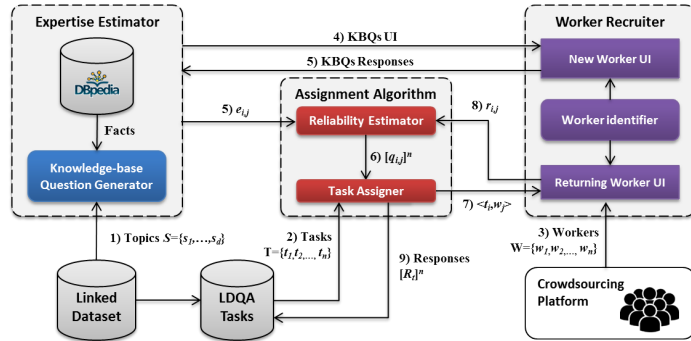 Expertise Estimator
DBpedia
Facts
Knowledge-base
Question Generator
4) KBQs UI
5) KBQs Responses
5) e_{i,j}
Assignment Algorithm
Reliability Estimator
6) [q_{i,j}]^n
Task Assigner
8) r_{i,j}
7) <t_i,w_j>
Worker Recruiter
New Worker UI
Worker identifier
Returning Worker UI
1) Topics S={s_1,…,s_d}
2) Tasks
T={t_1,t_2,…, t_n}
9) Responses
[R_t]^n
3) Workers
W={w_1,w_2,…, w_n}
Linked
Dataset
LDQA
Tasks
Crowdsourcing
Platform